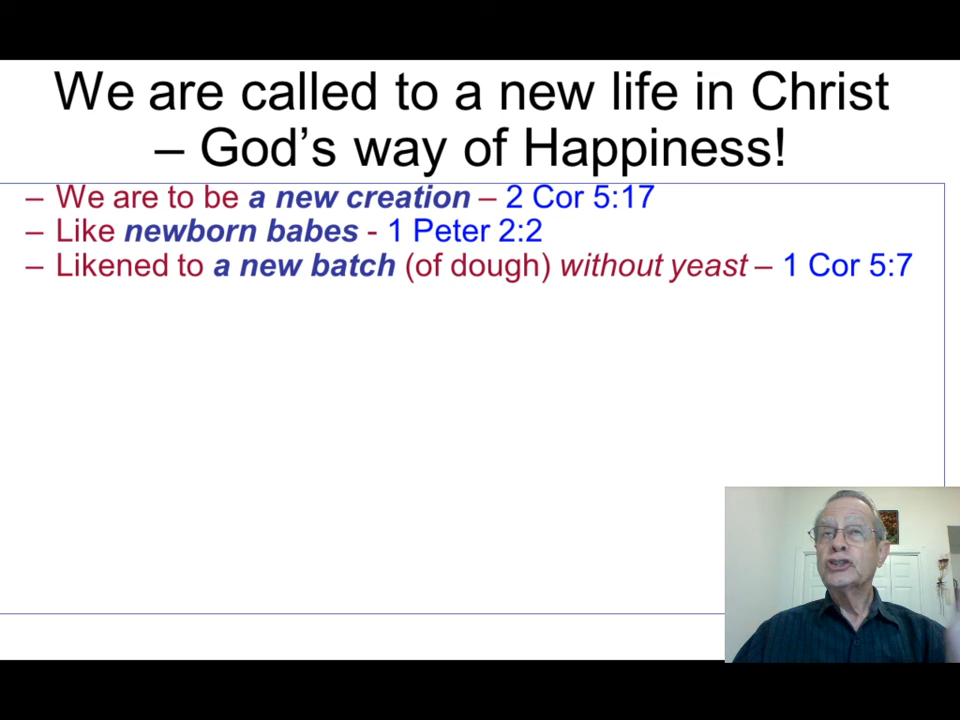 We are called to a new life in Christ
– God's way of Happiness!
– We are to be a new creation – 2 Cor 5:17
– Like newborn babes - 1 Peter 2:2
– Likened to a new batch (of dough) without yeast – 1 Cor 5:7